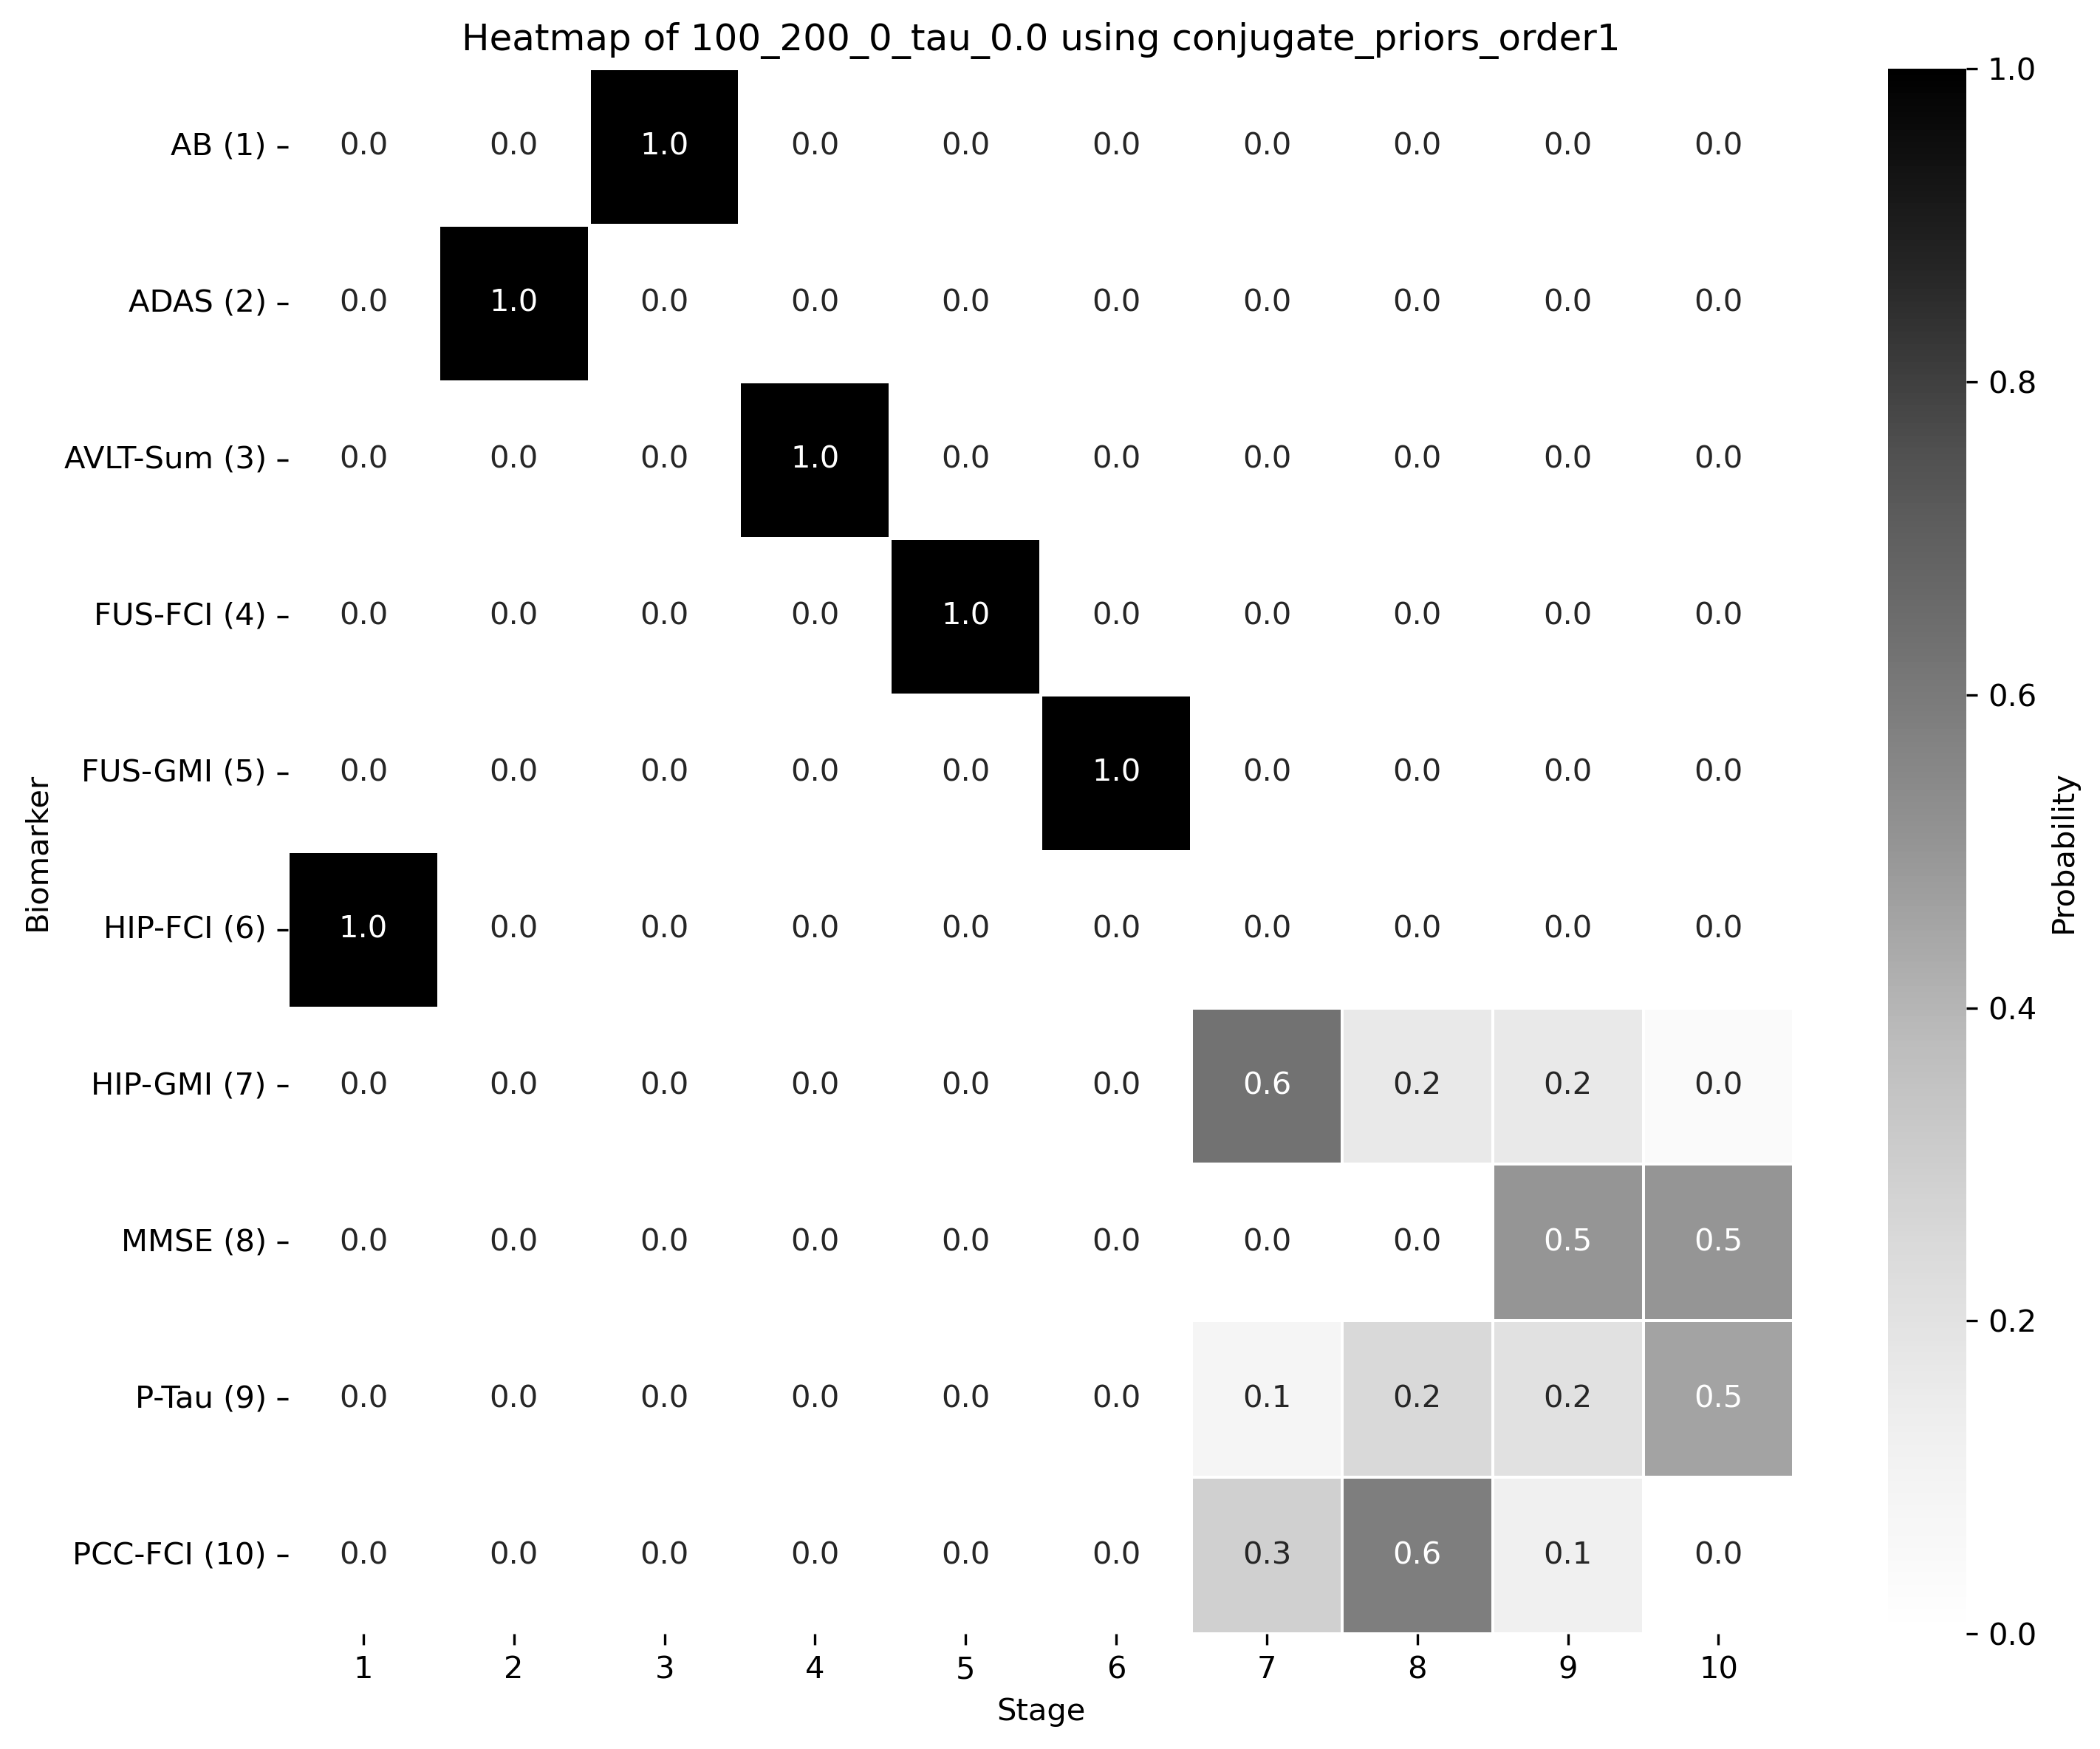 Heatmap of 100_200_0_tau_0.0 using conjugate_priors_order1
AB (1) 0.0 0.0 1.0 0.0 0.0 0.0 0.0 0.0 0.0 0.0
ADAS (2) 0.0 1.0 0.0 0.0 0.0 0.0 0.0 0.0 0.0 0.0
AVLT-Sum (3) 0.0 0.0 0.0 1.0 0.0 0.0 0.0 0.0 0.0 0.0
FUS-FCI (4) 0.0 0.0 0.0 0.0 1.0 0.0 0.0 0.0 0.0 0.0
FUS-GMI (5) 0.0 0.0 0.0 0.0 0.0 1.0 0.0 0.0 0.0 0.0
HIP-FCI (6) 1.0 0.0 0.0 0.0 0.0 0.0 0.0 0.0 0.0 0.0
HIP-GMI (7) 0.0 0.0 0.0 0.0 0.0 0.0 0.6 0.2 0.2 0.0
MMSE (8) 0.0 0.0 0.0 0.0 0.0 0.0 0.0 0.0 0.5 0.5
P-Tau (9) 0.0 0.0 0.0 0.0 0.0 0.0 0.1 0.2 0.2 0.5
PCC-FCI (10) 0.0 0.0 0.0 0.0 0.0 0.0 0.3 0.6 0.1 0.0
1 2 3 4 5 6 7 8 9 10
Stage
Biomarker
1.0
0.8
0.6
0.4
0.2
0.0
Probability